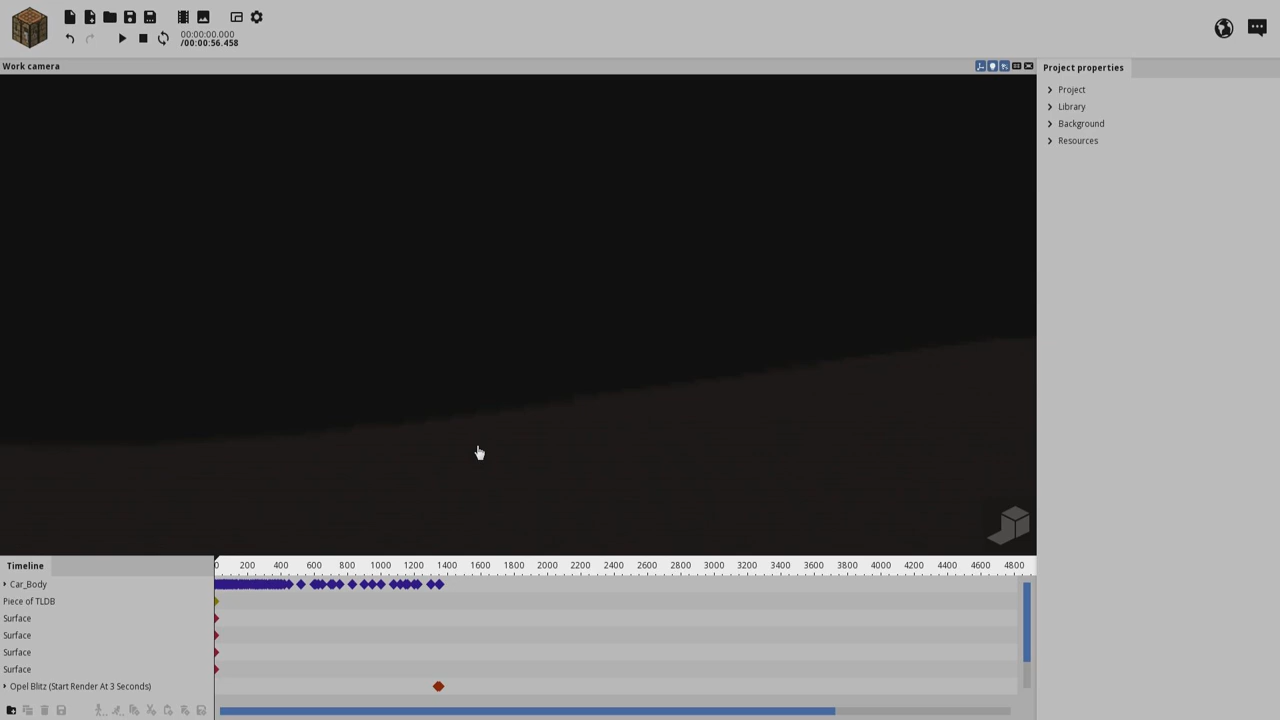 00:00:00.000
/00:00:56.458
Work camera
Project properties
Project
Library
Background
Resources
Timeline
0 200 400 600 800 1000 1200 1400 1600 1800 2000 2200 2400 2600 2800 3000 3200 3400 3600 3800 4000 4200 4400 4600 4800
Car_Body
Piece of TLDB
Surface
Surface
Surface
Surface
Opel Blitz (Start Render At 3 Seconds)